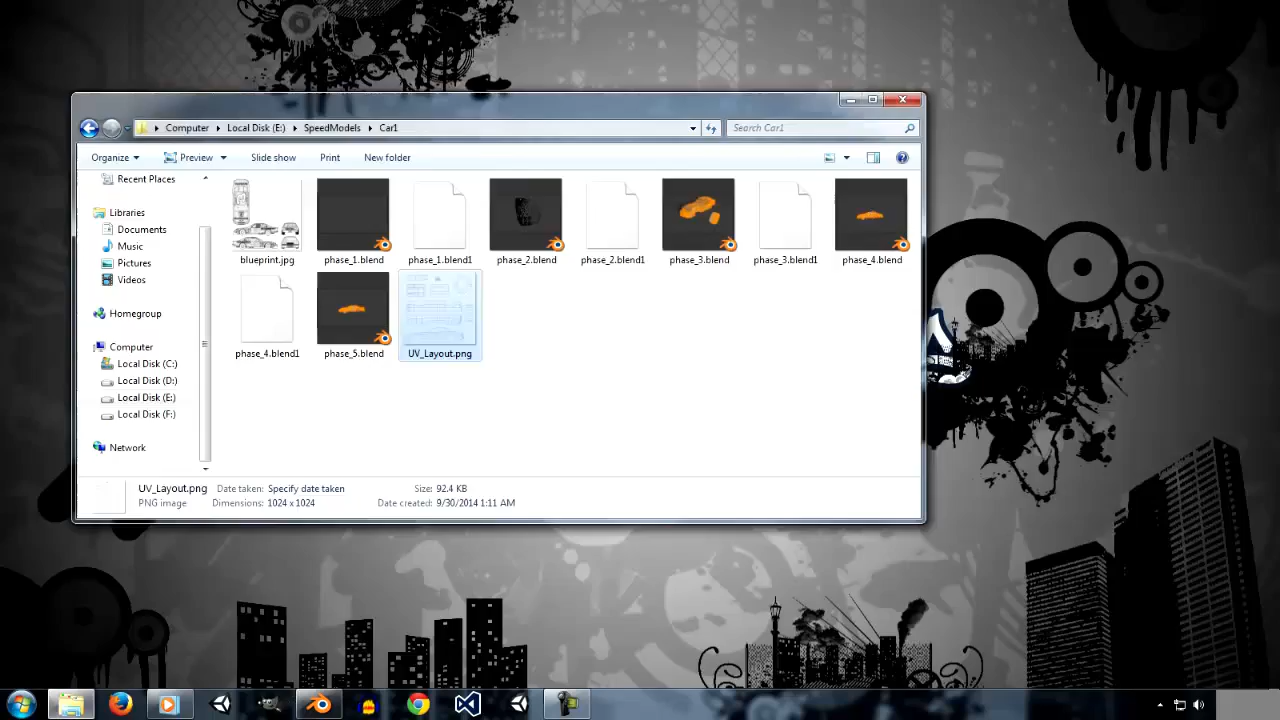 Computer Local Disk (E:) SpeedModels Car1
Search Car1
Organize Preview Slide show Print New folder
Recent Places
Libraries
Documents
Music
Pictures
Videos
Homegroup
Computer
Local Disk (C:)
Local Disk (D:)
Local Disk (E:)
Local Disk (F:)
Network
blueprint.jpg phase_1.blend phase_1.blend1 phase_2.blend phase_2.blend1 phase_3.blend phase_3.blend1 phase_4.blend
phase_4.blend1 phase_5.blend UV_Layout.png
UV_Layout.png Date taken: Specify date taken Size: 92.4 KB
PNG image Dimensions: 1024 x 1024 Date created: 9/30/2014 1:11 AM